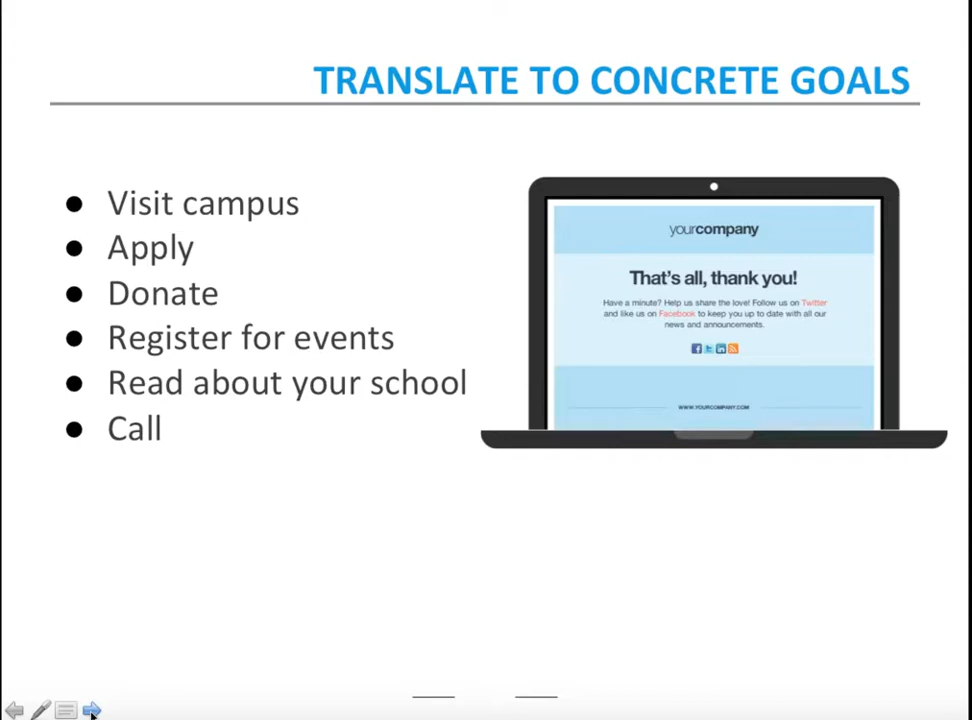 TRANSLATE TO CONCRETE GOALS
● Visit campus
● Apply
● Donate
● Register for events
● Read about your school
● Call
yourcompany
That's all, thank you!
Have a minute? Help us share the love! Follow us on Twitter
and like us on Facebook to keep you up to date with all our
news and announcements.
WWW.YOURCOMPANY.COM